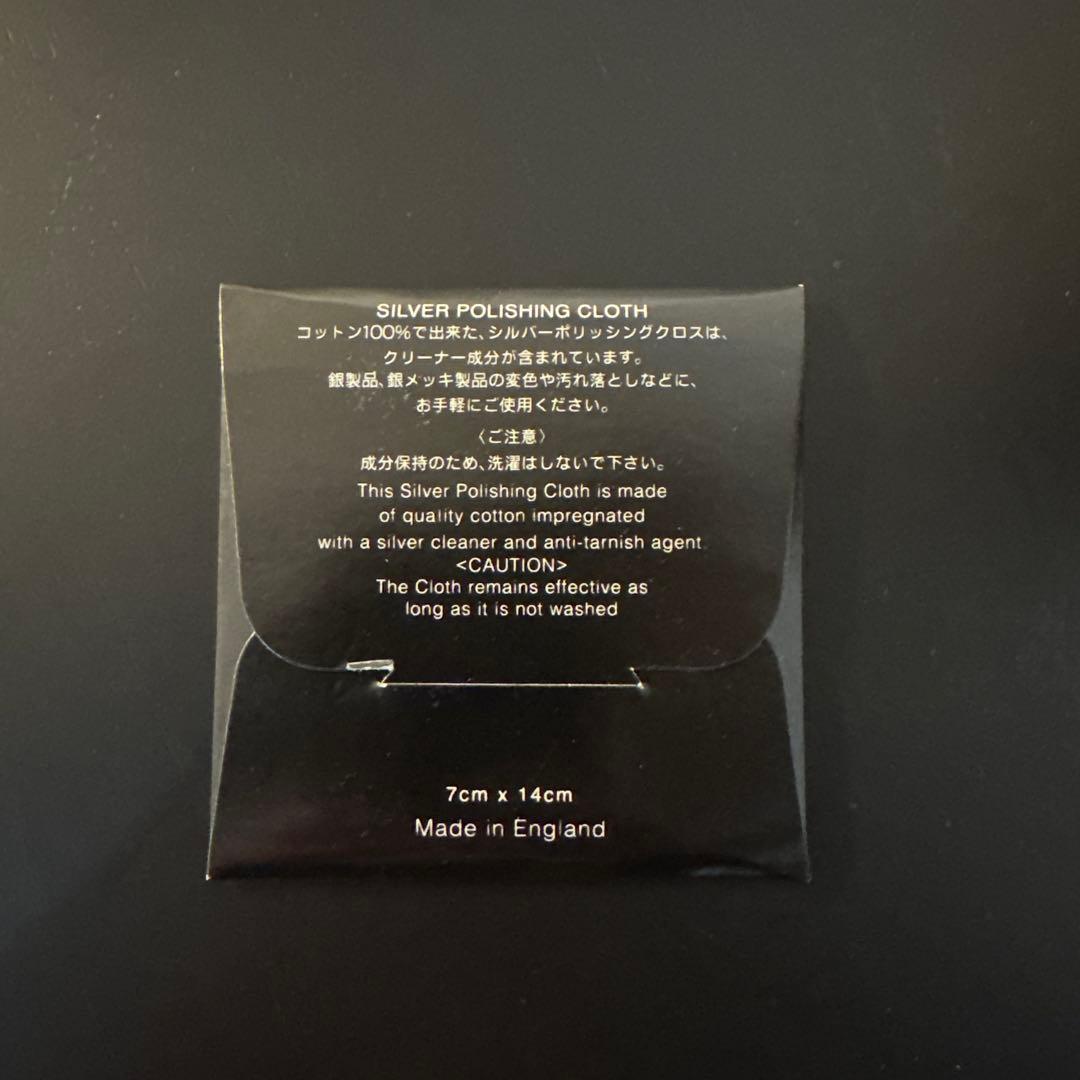 SILVER POLISHING CLOTH
コットン100%で出来た、シルバーポリッシングクロスは、
クリーナー成分が含まれています。
銀製品、銀メッキ製品の変色や汚れ落としなどに、
お手軽にご使用ください。
〈ご注意〉
成分保持のため、洗濯はしないで下さい。
This Silver Polishing Cloth is made
of quality cotton impregnated
with a silver cleaner and anti-tarnish agent
<CAUTION>
The Cloth remains effective as
long as it is not washed
7cm x 14cm
Made in England